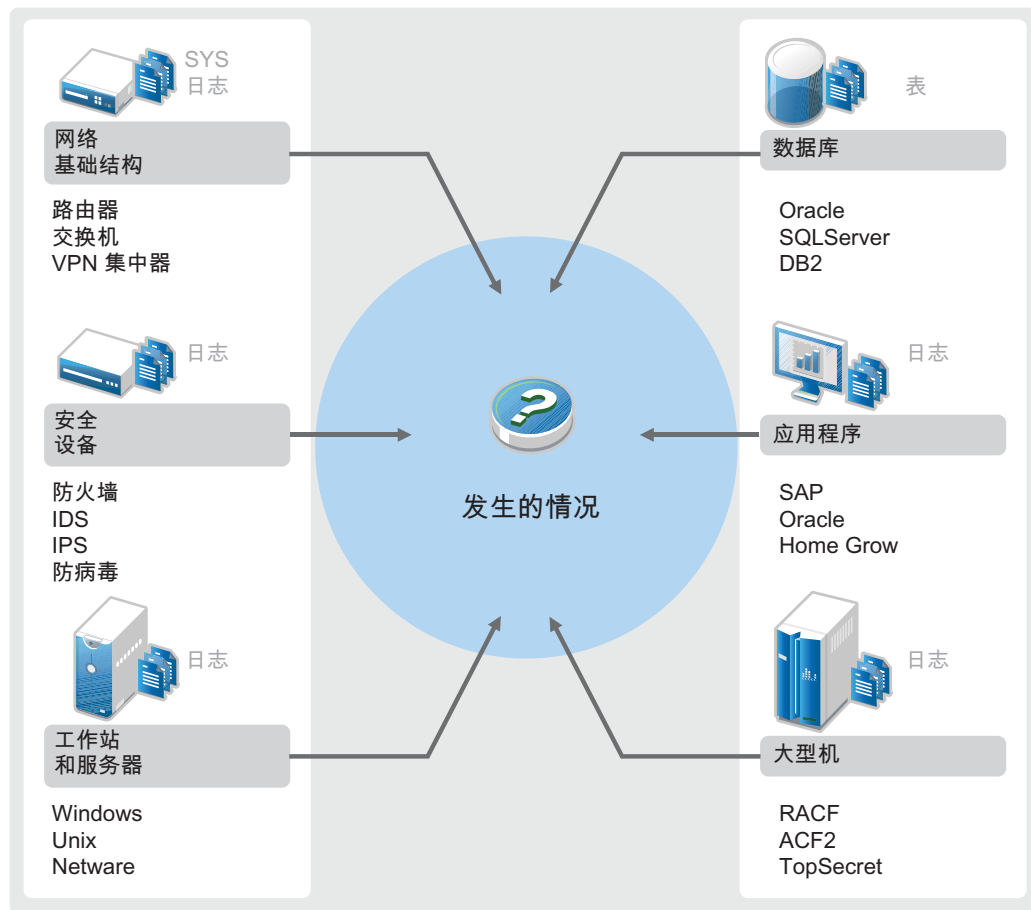 SYS
日志
网络
基础结构
路由器
交换机
VPN 集中器
日志
安全
设备
防火墙
IDS
IPS
防病毒
日志
工作站
和服务器
Windows
Unix
Netware
发生的情况
表
数据库
Oracle
SQLServer
DB2
日志
应用程序
SAP
Oracle
Home Grow
日志
大型机
RACF
ACF2
TopSecret